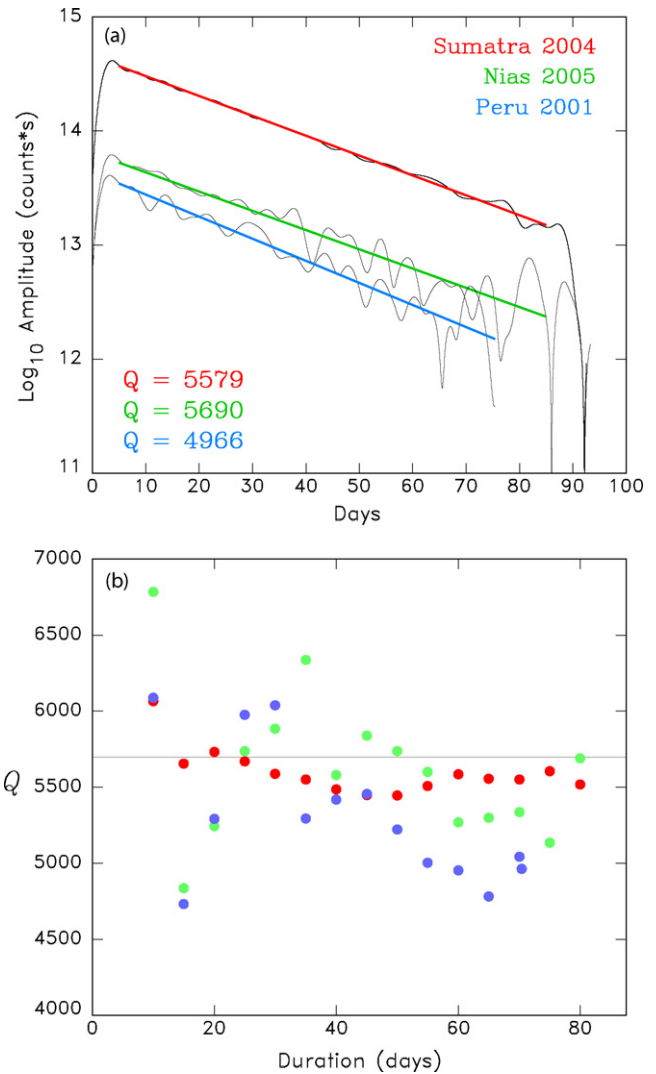 (a)
Sumatra 2004
Nias 2005
Peru 2001
Log10 Amplitude (counts*s)
15
14
13
12
11
Q = 5579
Q = 5690
Q = 4966
0 10 20 30 40 50 60 70 80 90 100
Days
(b)
Q
7000
6500
6000
5500
5000
4500
4000
0 20 40 60 80
Duration (days)